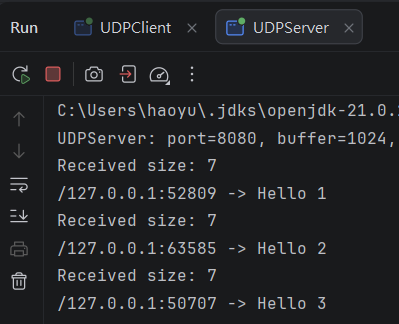 Run UDPClient UDPServer
C:\Users\haoyu\.jdks\openjdk-21.0.
UDPServer: port=8080, buffer=1024,
Received size: 7
/127.0.0.1:52809 -> Hello 1
Received size: 7
/127.0.0.1:63585 -> Hello 2
Received size: 7
/127.0.0.1:50707 -> Hello 3